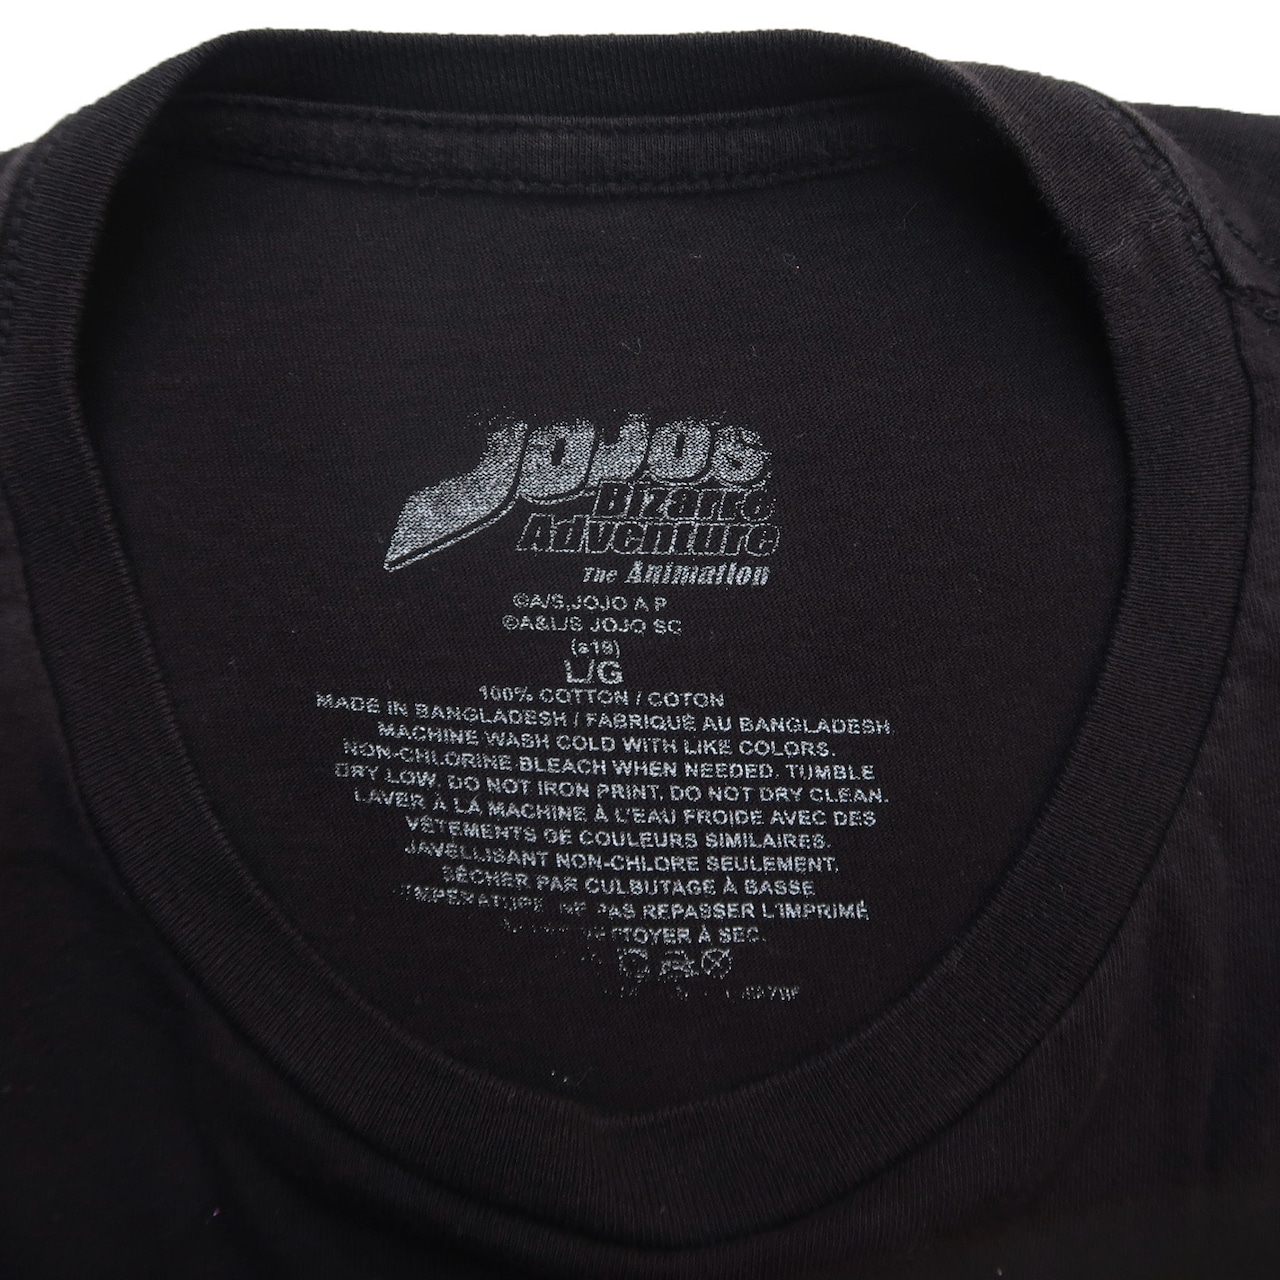 JOJO's
Bizarre
Adventure
The Animation
©A/S,JOJO A P
©A&L/S JOJO SC
(s19)
L/G
100% COTTON / COTON
MADE IN BANGLADESH / FABRIQUÉ AU BANGLADESH
MACHINE WASH COLD WITH LIKE COLORS.
NON-CHLORINE BLEACH WHEN NEEDED. TUMBLE
DRY LOW, DO NOT IRON PRINT, DO NOT DRY CLEAN.
LAVER À LA MACHINE À L'EAU FROIDE AVEC DES
VÊTEMENTS DE COULEURS SIMILAIRES.
JAVELLISANT NON-CHLORE SEULEMENT,
SÉCHER PAR CULBUTAGE À BASSE
TEMPÉRATURE, NE PAS REPASSER L'IMPRIMÉ
À SEC.